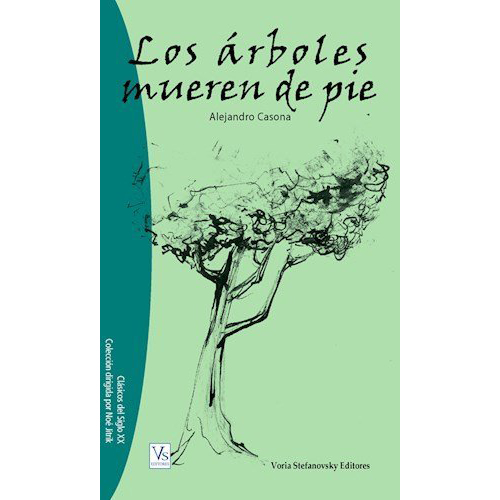 Los árboles
mueren de pie
Alejandro Casona
Clásicos del Siglo XX
Colección dirigida por Noé Jitrik
VS
EDITORES
Voria Stefanovsky Editores